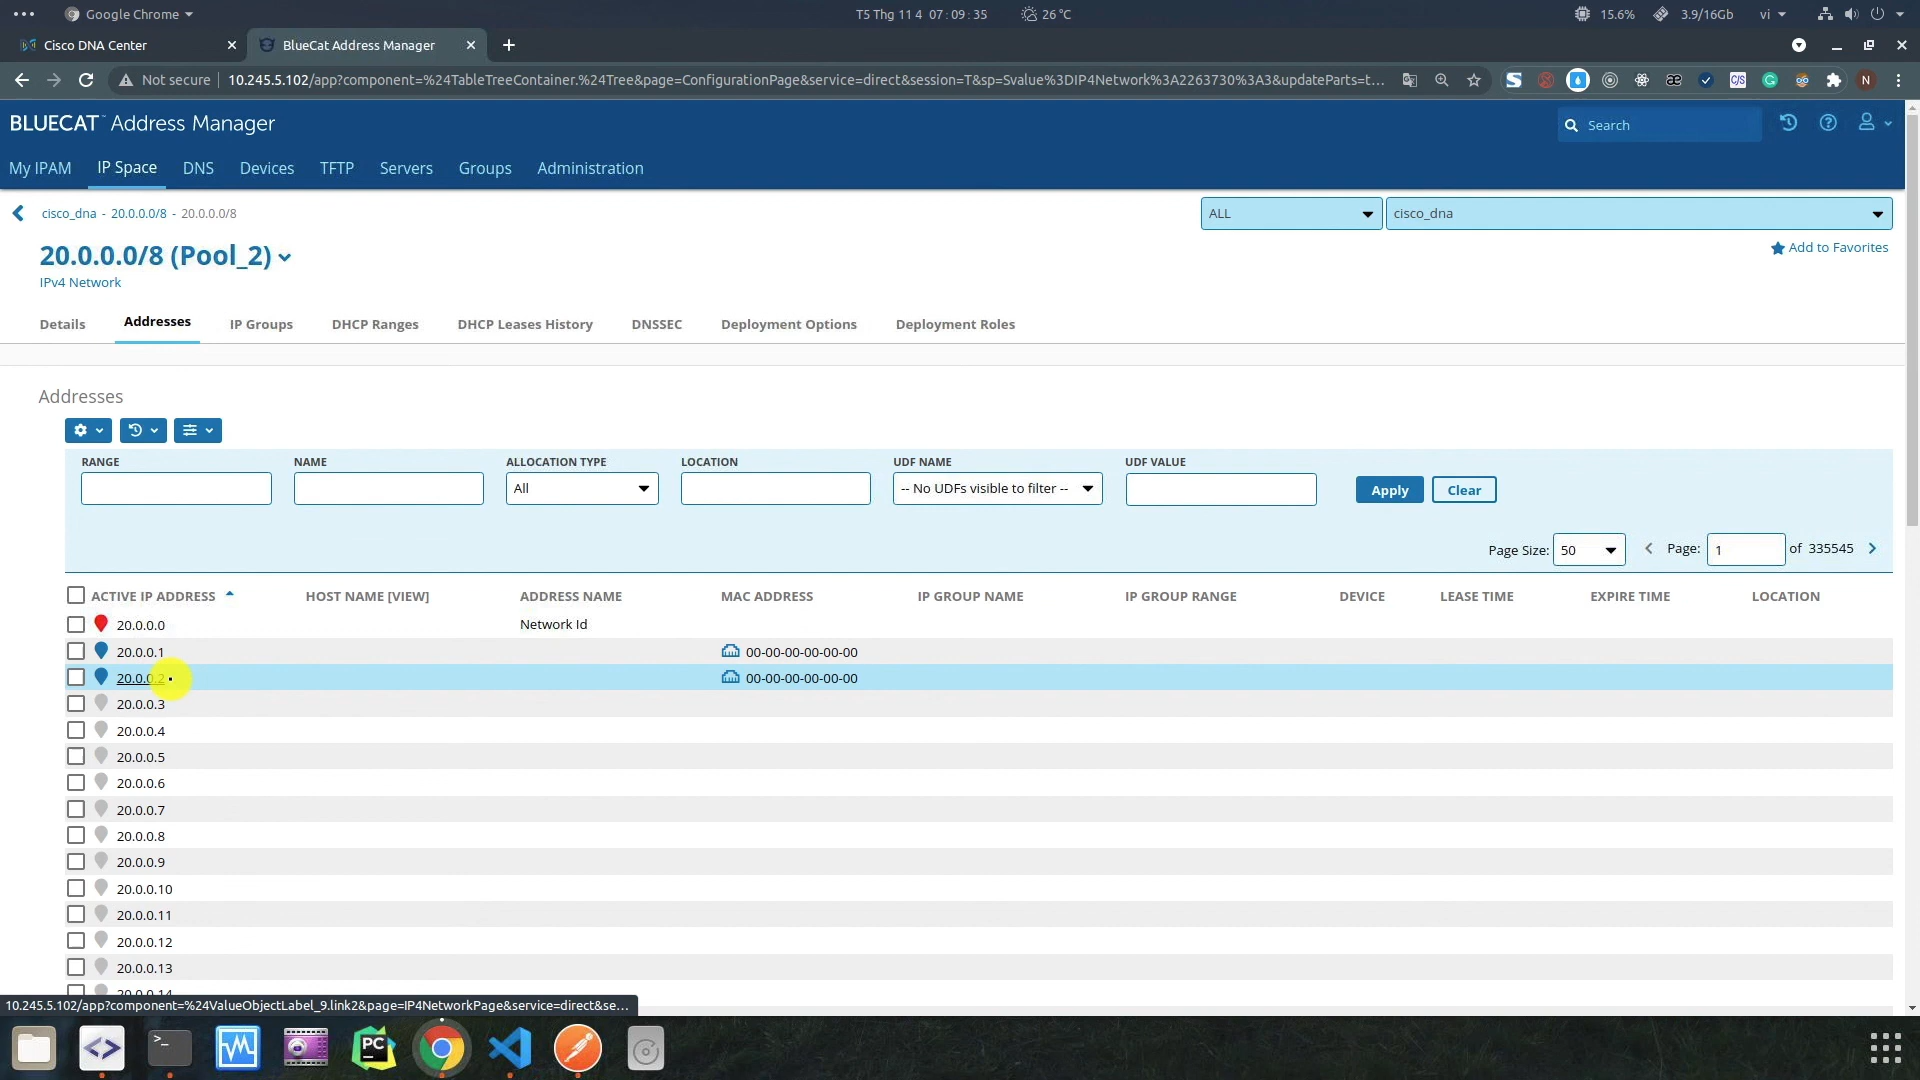 Google Chrome
T5 Thg 11 4 07:09:35
26 °C
15.6%
3.9/16Gb
vi
Cisco DNA Center
BlueCat Address Manager
Not secure
10.245.5.102/app?component=%24TableTreeContainer.%24Tree&page=ConfigurationPage&service=direct&session=T&sp=Svalue%3DIP4Network%3A2263730%3A3&updateParts=t...
N
BLUECAT™ Address Manager
Search
My IPAM
IP Space
DNS
Devices
TFTP
Servers
Groups
Administration
cisco_dna - 20.0.0.0/8 - 20.0.0.0/8
ALL
cisco_dna
20.0.0.0/8 (Pool_2)
Add to Favorites
IPv4 Network
Details
Addresses
IP Groups
DHCP Ranges
DHCP Leases History
DNSSEC
Deployment Options
Deployment Roles
Addresses
RANGE
NAME
ALLOCATION TYPE
LOCATION
UDF NAME
UDF VALUE
All
-- No UDFs visible to filter --
Apply
Clear
Page Size: 50
Page: 1 of 335545
ACTIVE IP ADDRESS
HOST NAME [VIEW]
ADDRESS NAME
MAC ADDRESS
IP GROUP NAME
IP GROUP RANGE
DEVICE
LEASE TIME
EXPIRE TIME
LOCATION
20.0.0.0 Network Id
20.0.0.1 00-00-00-00-00-00
20.0.0.2 00-00-00-00-00-00
20.0.0.3
20.0.0.4
20.0.0.5
20.0.0.6
20.0.0.7
20.0.0.8
20.0.0.9
20.0.0.10
20.0.0.11
20.0.0.12
20.0.0.13
20.0.0.14
10.245.5.102/app?component=%24ValueObjectLabel_9.link2&page=IP4NetworkPage&service=direct&se...
PC